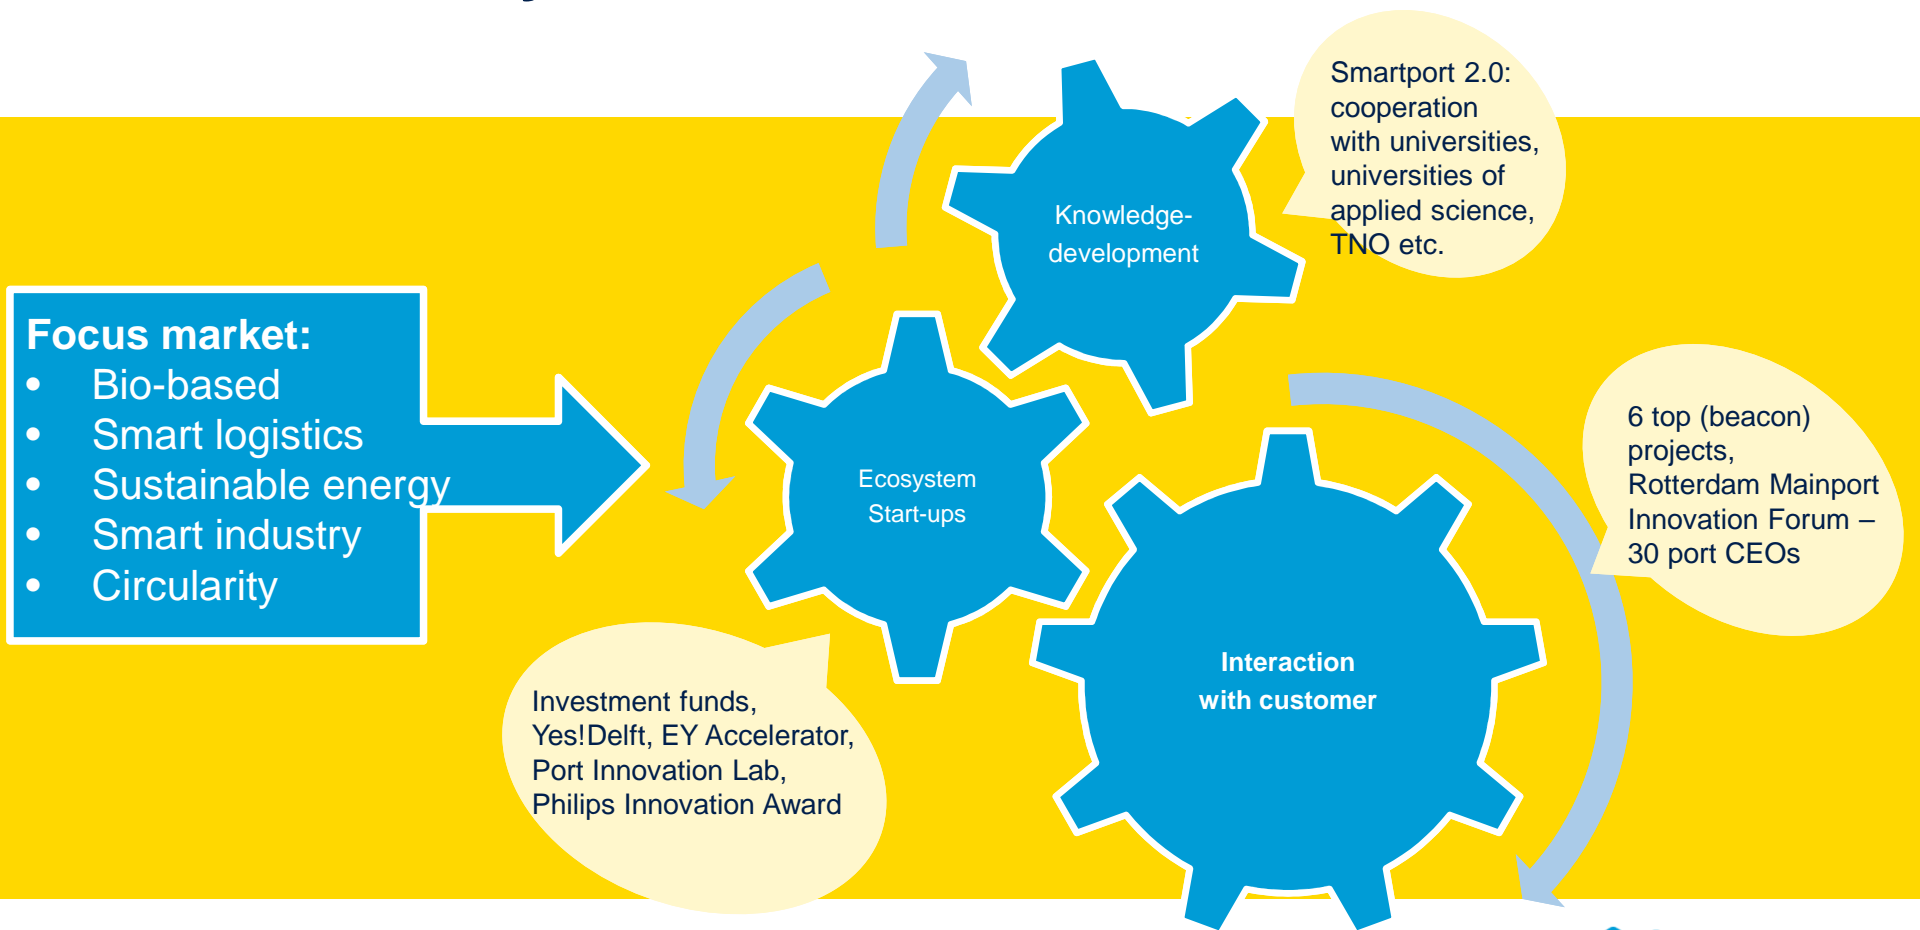 Focus market:
• Bio-based
• Smart logistics
• Sustainable energy
• Smart industry
• Circularity
Knowledge-
development
Smartport 2.0:
cooperation
with universities,
universities of
applied science,
TNO etc.
Ecosystem
Start-ups
Investment funds,
Yes!Delft, EY Accelerator,
Port Innovation Lab,
Philips Innovation Award
Interaction
with customer
6 top (beacon)
projects,
Rotterdam Mainport
Innovation Forum –
30 port CEOs